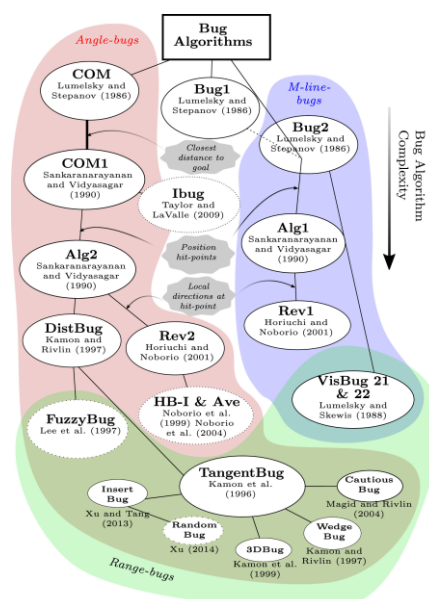 Bug
Algorithms
Angle-bugs
COM
Lumelsky and
Stepanov (1986)
Bug1
Lumelsky and
Stepanov (1986)
M-line-
bugs
Bug2
Lumelsky and
Stepanov (1986)
Bug Algorithm
Complexity
Closest
distance to
goal
COM1
Sankaranarayanan
and Vidyasagar
(1990)
Ibug
Taylor and
LaValle (2009)
Alg1
Sankaranarayanan
and Vidyasagar
(1990)
Position
hit-points
Alg2
Sankaranarayanan
and Vidyasagar
(1990)
Local
directions at
hit-point
Rev1
Horiuchi and
Noborio (2001)
DistBug
Kamon and
Rivlin (1997)
Rev2
Horiuchi and
Noborio (2001)
VisBug 21
& 22
Lumelsky and
Skewis (1988)
FuzzyBug
Lee et al. (1997)
HB-I & Ave
Noborio et al.
(1999) Noborio
et al. (2004)
TangentBug
Kamon et al.
(1996)
Cautious
Bug
Magid and Rivlin
(2004)
Insert
Bug
Xu and Tang
(2013)
Random
Bug
Xu (2014)
3DBug
Kamon et al.
(1999)
Wedge
Bug
Kamon and
Rivlin (1997)
Range-bugs